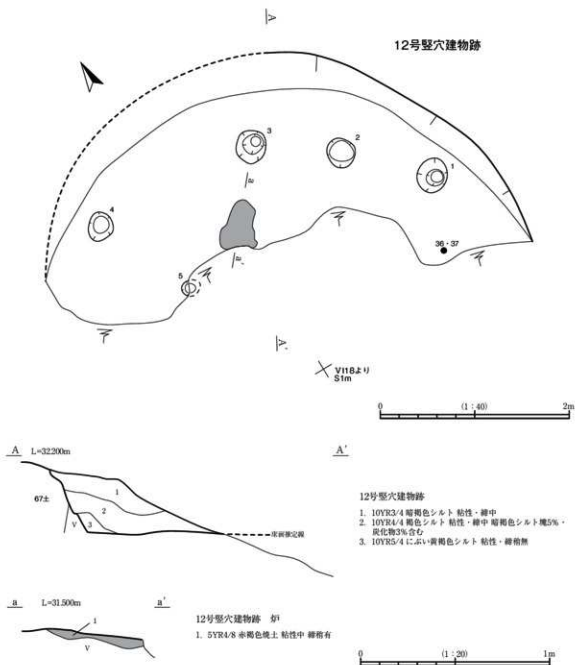 A
12号竪穴建物跡
3
2
1
a
4
36・37
a'
5
A'
VI18より
S1m
0 (1:40) 2m
A L=32.200m A'
67土
1
2
V 3
床面推定線
12号竪穴建物跡
1. 10YR3/4 暗褐色シルト 粘性・締中
2. 10YR4/4 褐色シルト 粘性・締中 暗褐色シルト塊5%・
炭化物3%含む
3. 10YR5/4 にぶい黄褐色シルト 粘性・締稍無
a L=31.500m a'
1
V
12号竪穴建物跡 炉
1. 5YR4/8 赤褐色焼土 粘性中 締稍有
0 (1:20) 1m